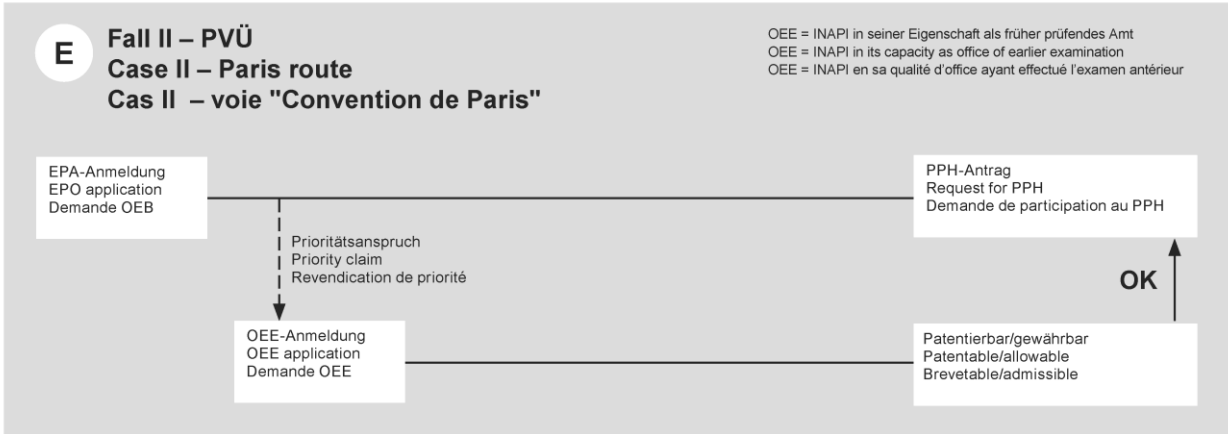 E
Fall II – PVÜ
Case II – Paris route
Cas II – voie "Convention de Paris"
OEE = INAPI in seiner Eigenschaft als früher prüfendes Amt
OEE = INAPI in its capacity as office of earlier examination
OEE = INAPI en sa qualité d'office ayant effectué l'examen antérieur
EPA-Anmeldung
EPO application
Demande OEB
PPH-Antrag
Request for PPH
Demande de participation au PPH
Prioritätsanspruch
Priority claim
Revendication de priorité
OK
OEE-Anmeldung
OEE application
Demande OEE
Patentierbar/gewährbar
Patentable/allowable
Brevetable/admissible